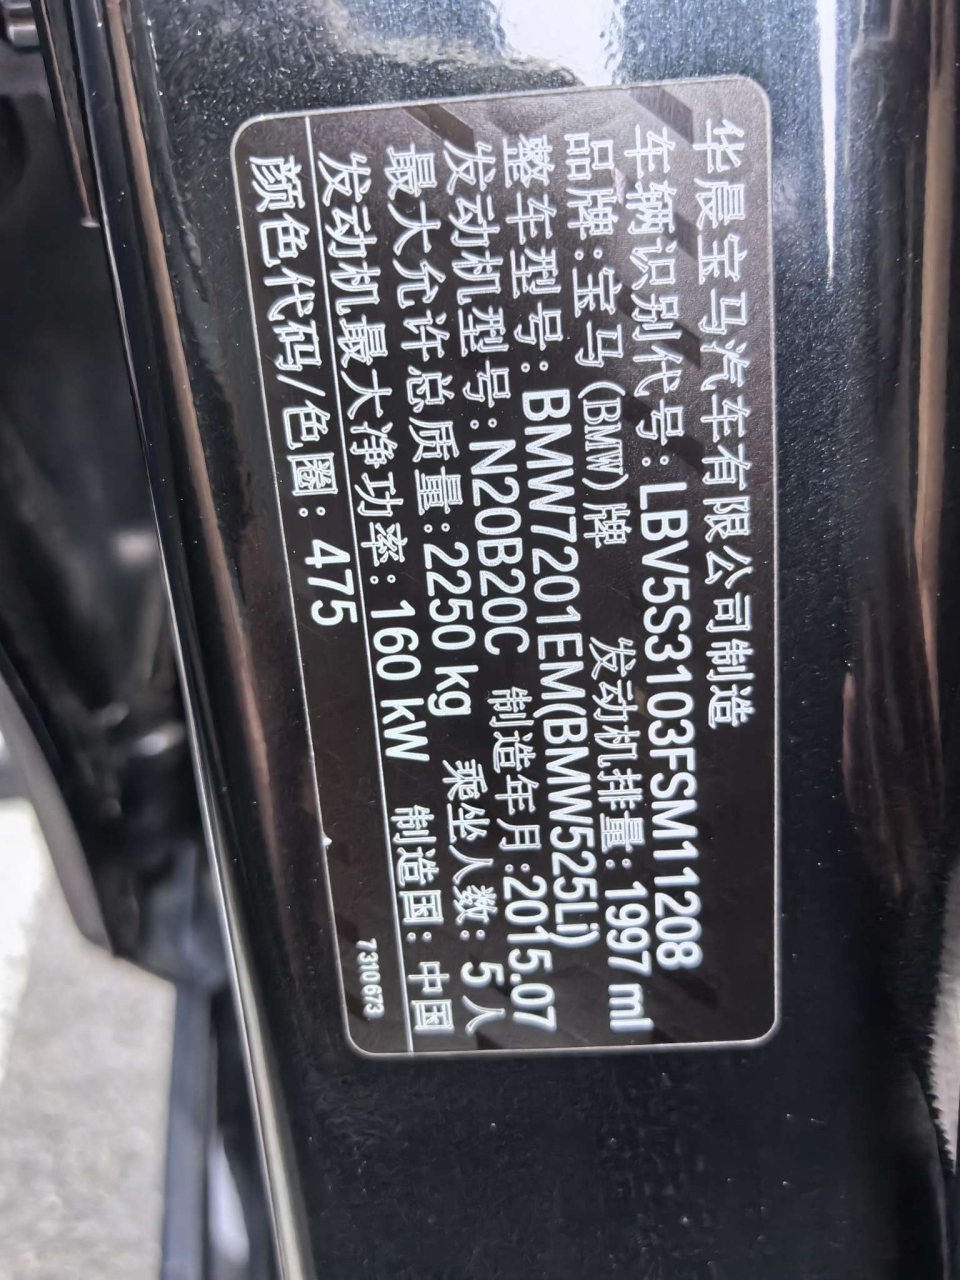 华晨宝马汽车有限公司制造
车辆识别代号:LBV5S3103FSM11208
品牌:宝马(BMW)牌 发动机排量:1997 ml
整车型号:BMW7201EM(BMW525Li)
发动机型号:N20B20C 制造年月:2015.07
最大允许总质量:2250 kg 乘坐人数: 5人
发动机最大净功率:160 kW 制造国:中国
颜色代码/色圈: 475
7310673